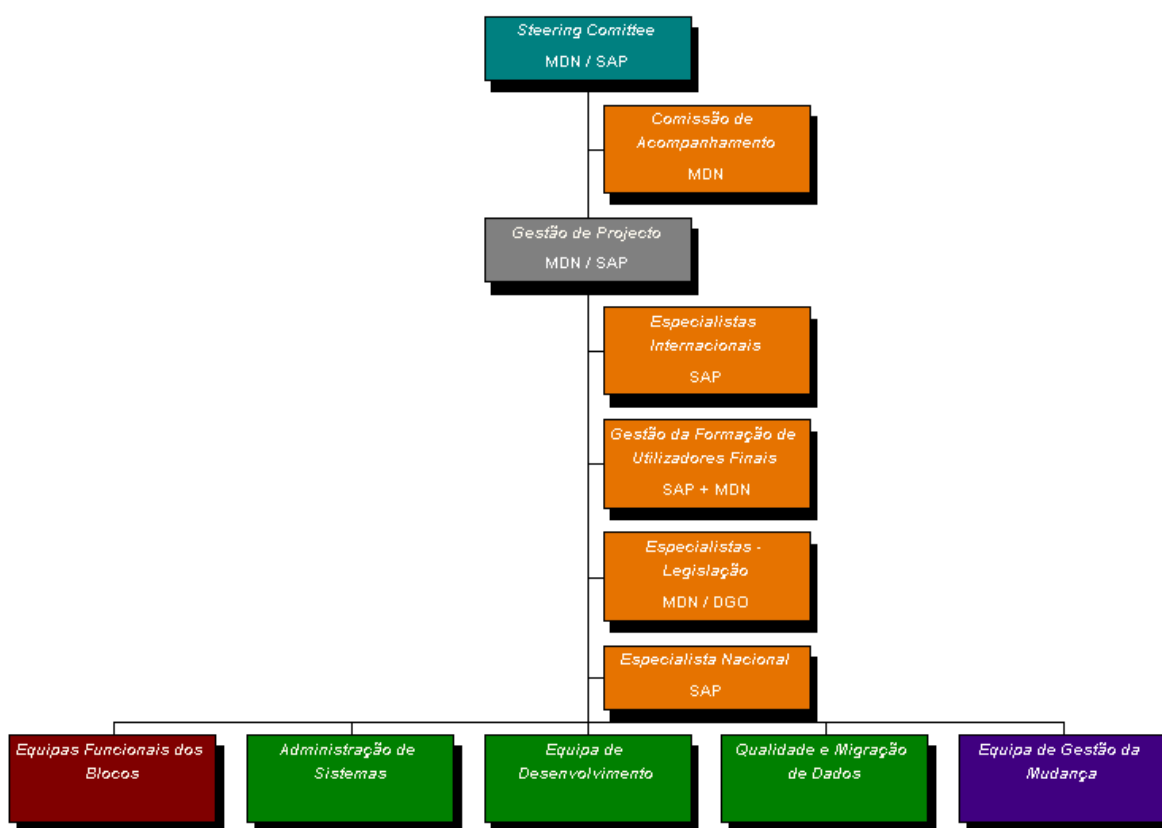 Steering Comittee
MDN / SAP
Comissão de
Acompanhamento
MDN
Gestão de Projecto
MDN / SAP
Especialistas
Internacionais
SAP
Gestão da Formação de
Utilizadores Finais
SAP + MDN
Especialistas -
Legislação
MDN / DGO
Especialista Nacional
SAP
Equipas Funcionais dos
Blocos
Administração de
Sistemas
Equipa de
Desenvolvimento
Qualidade e Migração
de Dados
Equipa de Gestão da
Mudança